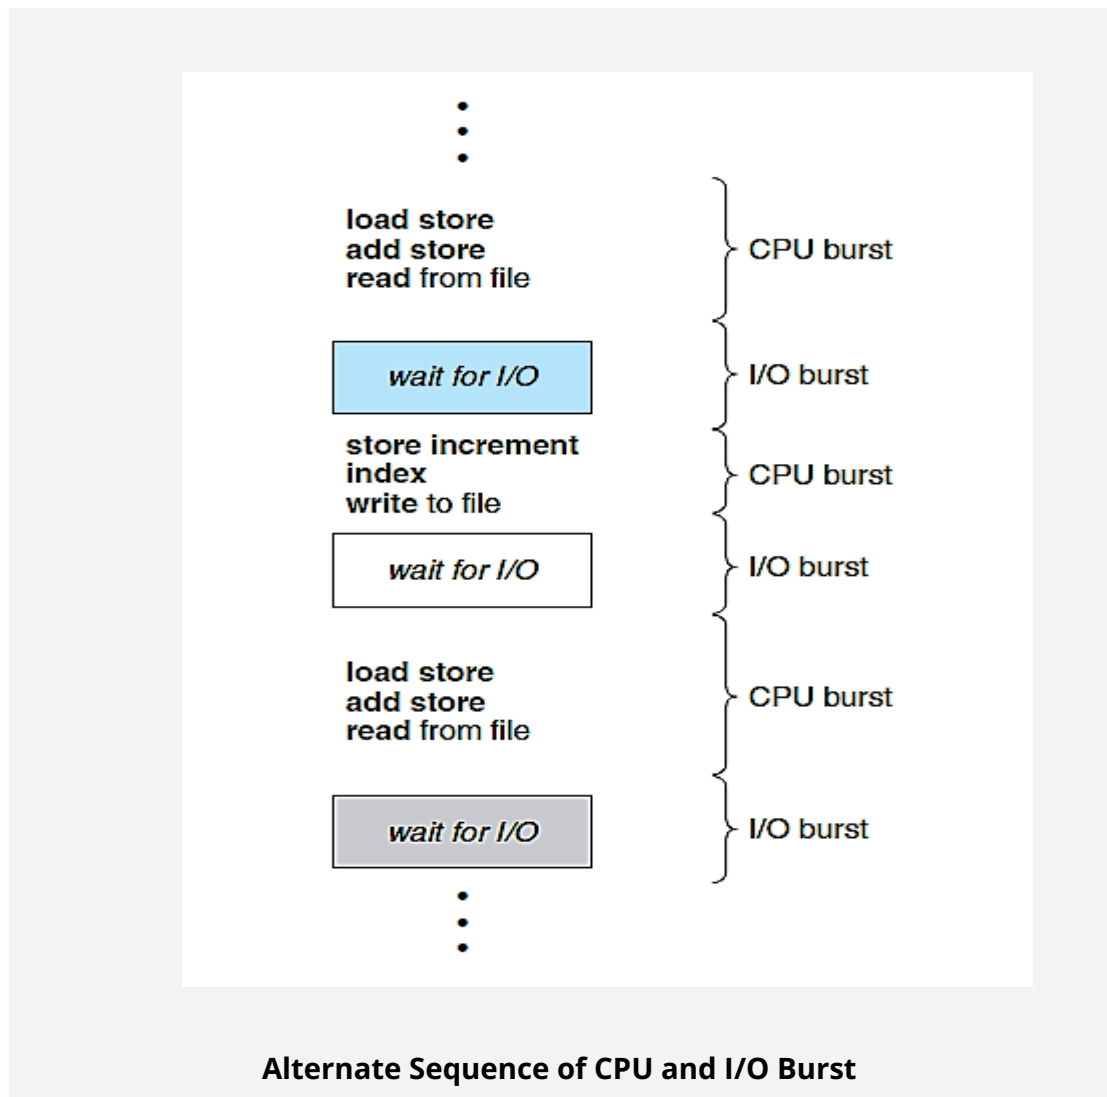 load store
add store
read from file
CPU burst
wait for I/O
I/O burst
store increment
index
write to file
CPU burst
wait for I/O
I/O burst
load store
add store
read from file
CPU burst
wait for I/O
I/O burst
Alternate Sequence of CPU and I/O Burst